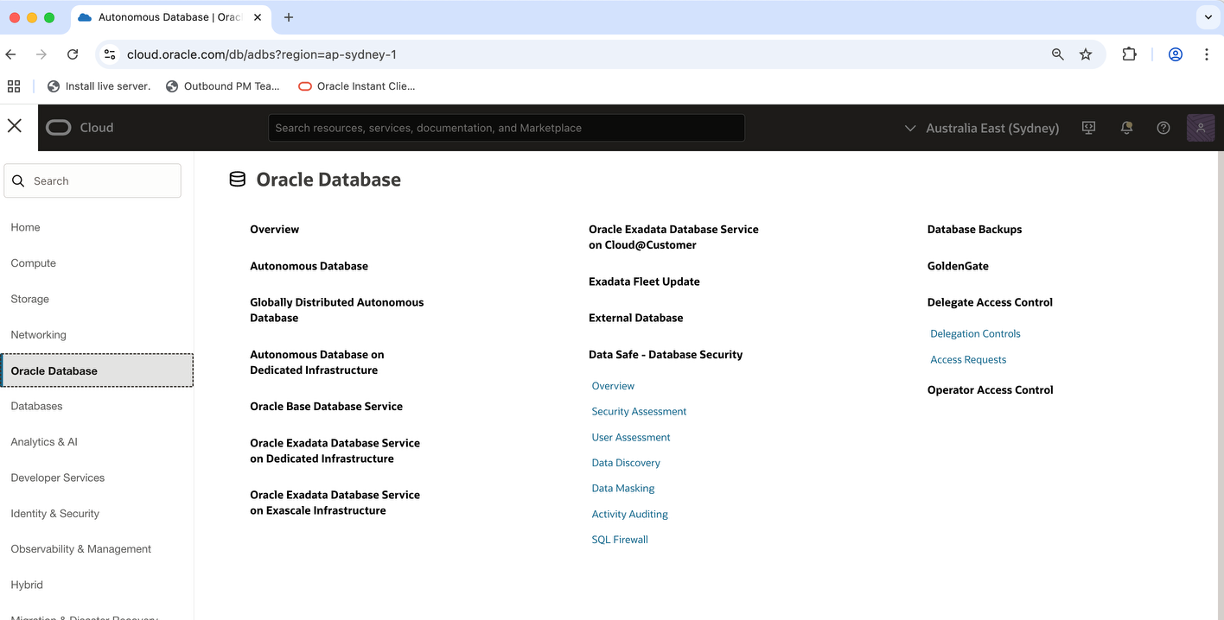 Autonomous Database | Orac
cloud.oracle.com/db/adbs?region=ap-sydney-1
Install live server.
Outbound PM Tea...
Oracle Instant Clie...
Cloud
Search resources, services, documentation, and Marketplace
Australia East (Sydney)
Search
Home
Compute
Storage
Networking
Oracle Database
Databases
Analytics & AI
Developer Services
Identity & Security
Observability & Management
Hybrid
Migration & Disaster Recovery
Oracle Database
Overview
Autonomous Database
Globally Distributed Autonomous
Database
Autonomous Database on
Dedicated Infrastructure
Oracle Base Database Service
Oracle Exadata Database Service
on Dedicated Infrastructure
Oracle Exadata Database Service
on Exascale Infrastructure
Oracle Exadata Database Service
on Cloud@Customer
Exadata Fleet Update
External Database
Data Safe - Database Security
Overview
Security Assessment
User Assessment
Data Discovery
Data Masking
Activity Auditing
SQL Firewall
Database Backups
GoldenGate
Delegate Access Control
Delegation Controls
Access Requests
Operator Access Control